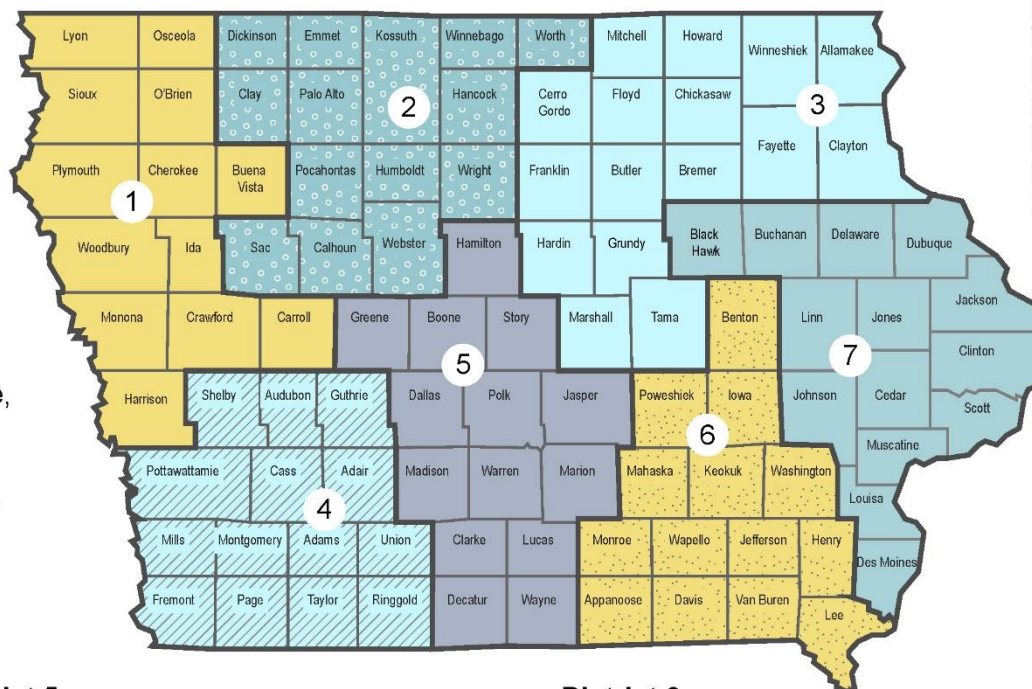 Lyon Osceola Dickinson Emmet Kossuth Winnebago Worth Mitchell Howard Winneshiek Allamakee
Sioux O'Brien Clay Palo Alto 2 Hancock Cerro Gordo Floyd Chickasaw 3
Fayette Clayton
Plymouth Cherokee Buena Vista Pocahontas Humboldt Wright Franklin Butler Bremer
1
Woodbury Ida Sac Calhoun Webster Hamilton Hardin Grundy Black Hawk Buchanan Delaware Dubuque
Monona Crawford Carroll Greene Boone Story Marshall Tama Benton Linn Jones Jackson
5 7 Clinton
Harrison Shelby Audubon Guthrie Dallas Polk Jasper Poweshiek Iowa Johnson Cedar Scott
6 Muscatine
Pottawattamie Cass Adair Madison Warren Marion Mahaska Keokuk Washington Louisa
4
Mills Montgomery Adams Union Clarke Lucas Monroe Wapello Jefferson Henry Des Moines
Fremont Page Taylor Ringgold Decatur Wayne Appanoose Davis Van Buren Lee